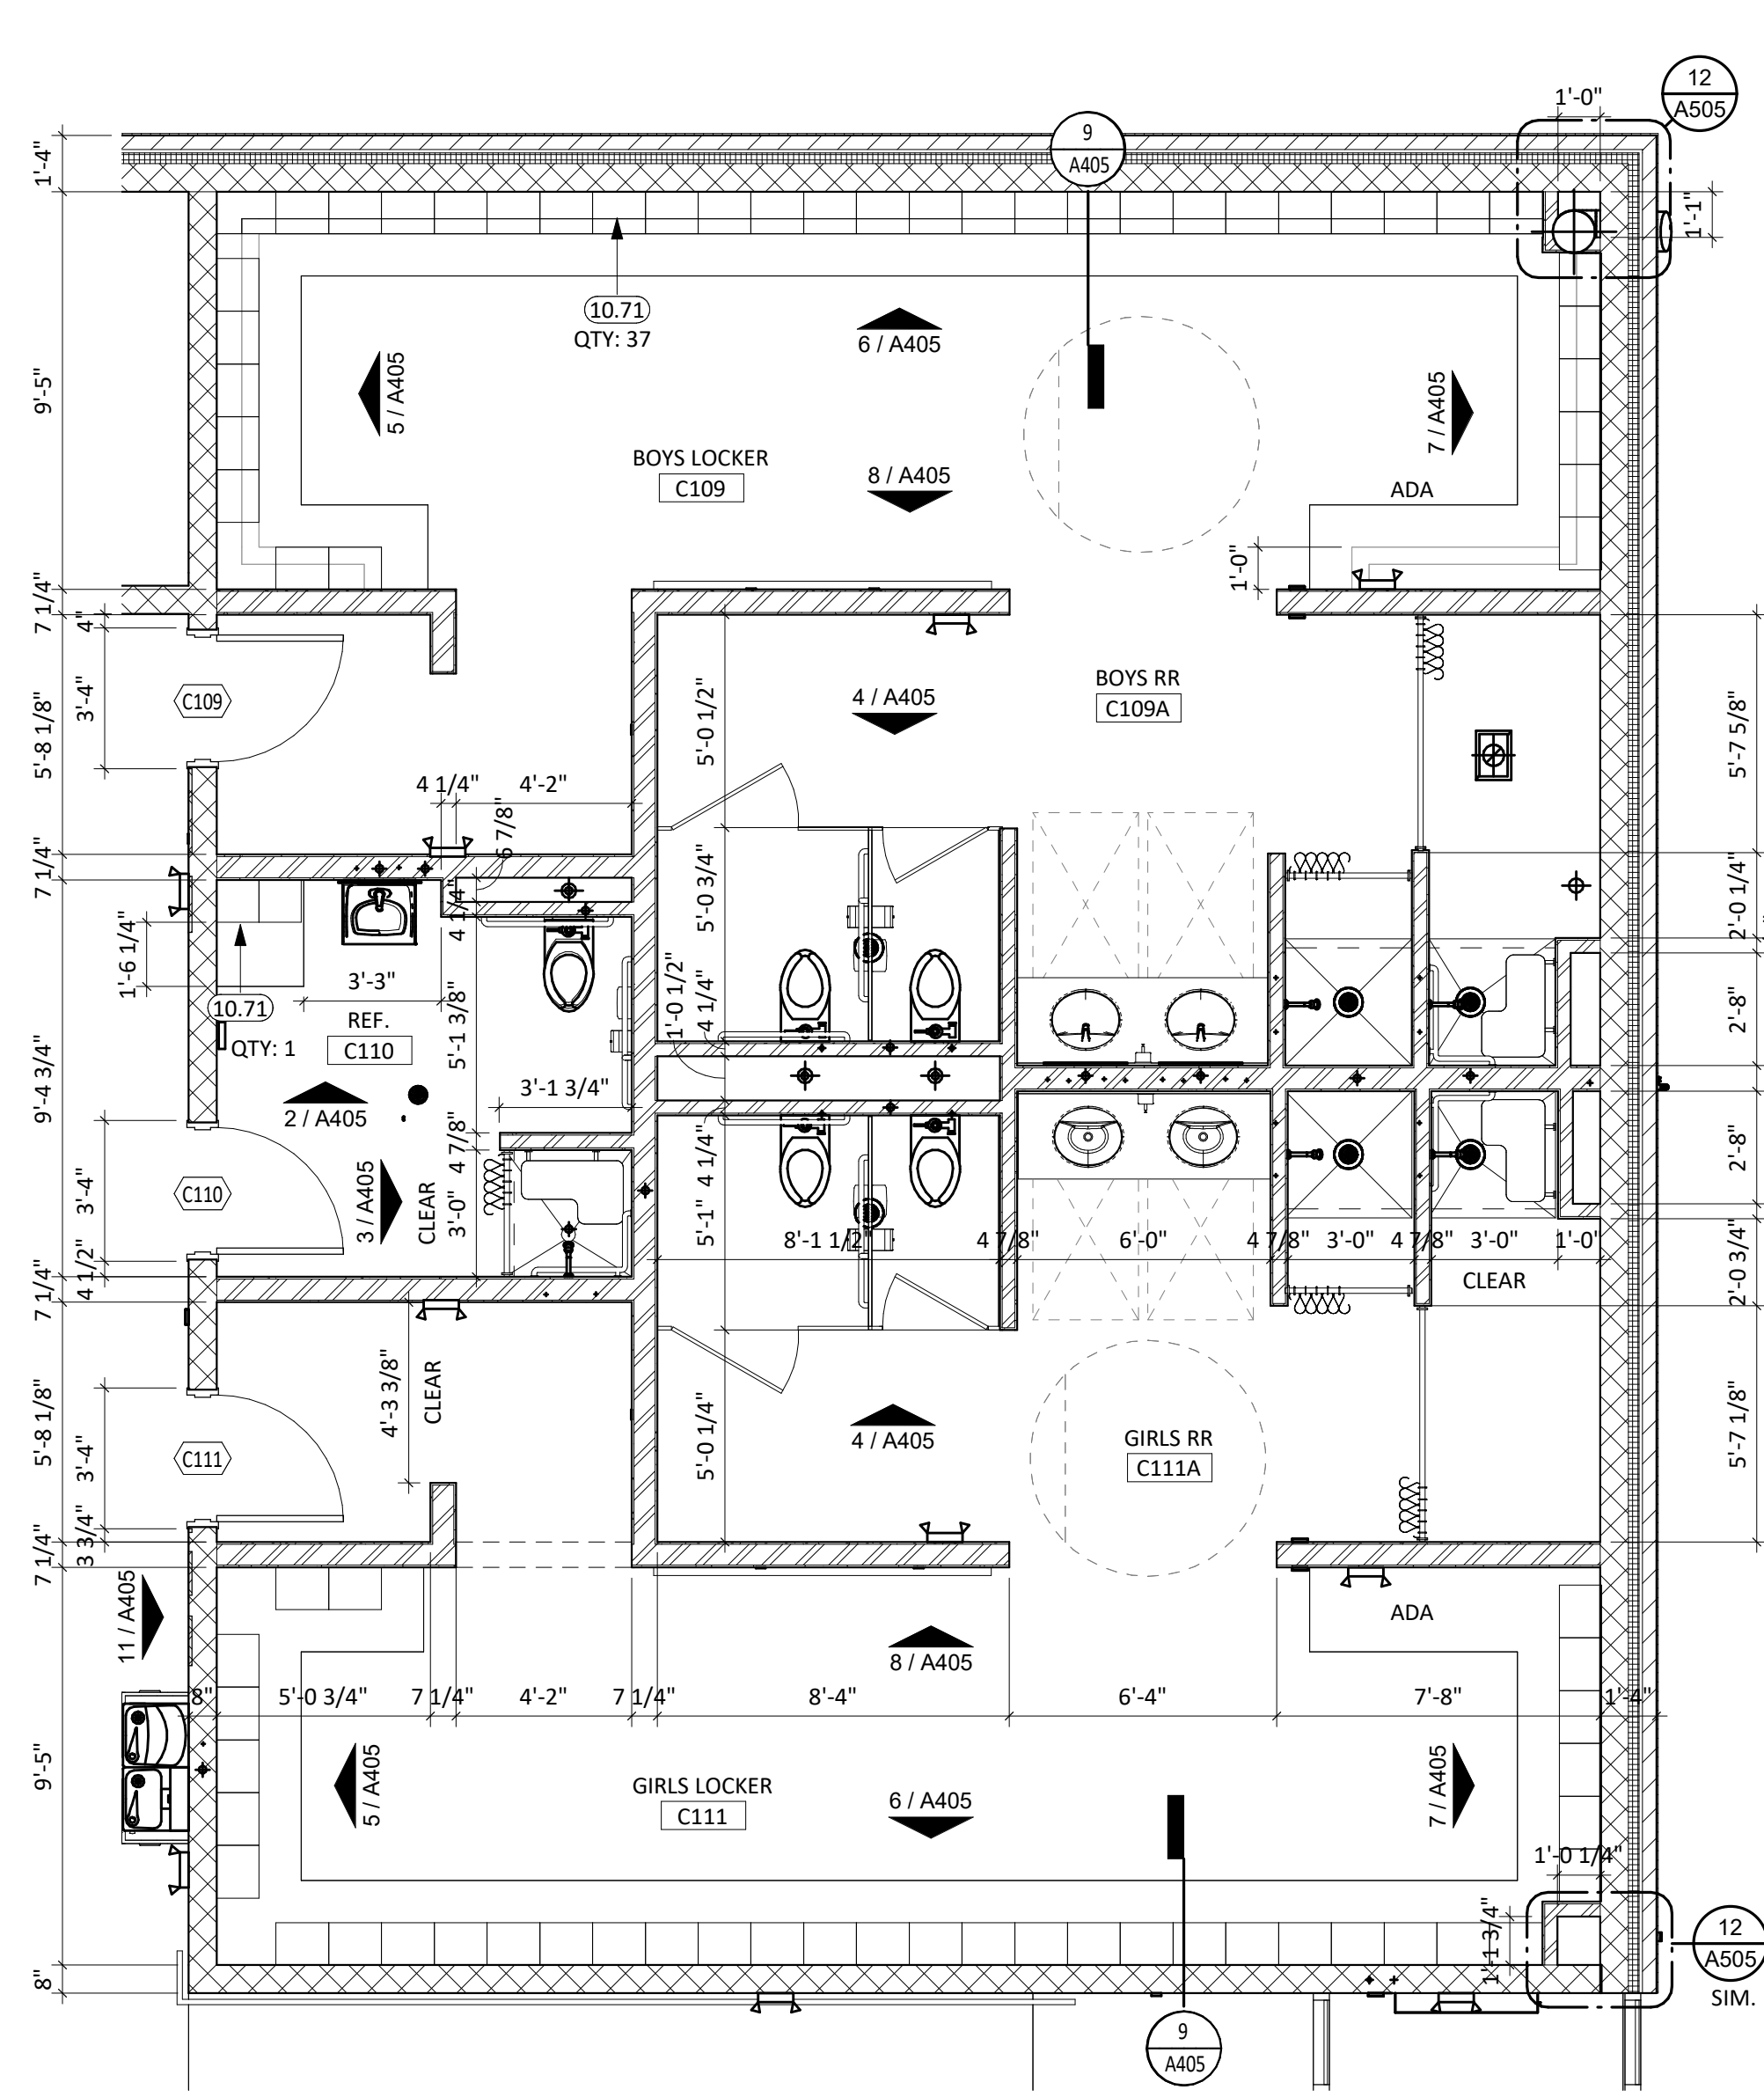 12
A505
1'-0"
9
A405
1'-4"
1'-1"
10.71
QTY: 37
6 / A405
5 / A405
7 / A405
9'-5"
BOYS LOCKER
C109
8 / A405
ADA
1'-0"
7 1/4"
4"
C109
3'-4"
5'-8 1/8"
5'-0 1/2"
4 / A405
BOYS RR
C109A
5'-7 5/8"
4 1/4"
4'-2"
6 7/8"
7 1/4"
4 1/4"
5'-0 3/4"
2'-0 1/4"
1'-6 1/4"
3'-3"
10.71
QTY: 1
REF.
C110
5'-1 3/8"
1'-0 1/2"
4 1/4"
2'-8"
9'-4 3/4"
2 / A405
3'-1 3/4"
4 7/8"
4 1/4"
2'-8"
3'-4"
C110
3 / A405
CLEAR
3'-0"
5'-1"
8'-1 1/2"
4 7/8"
6'-0"
4 7/8"
3'-0"
4 7/8"
3'-0"
1'-0"
CLEAR
2'-0 3/4"
7 1/4"
4 1/2"
4'-3 3/8"
CLEAR
5'-8 1/8"
3'-4"
C111
5'-0 1/4"
4 / A405
GIRLS RR
C111A
5'-7 1/8"
7 1/4"
3 3/4"
11 / A405
ADA
8 / A405
8"
5'-0 3/4"
7 1/4"
4'-2"
7 1/4"
8'-4"
6'-4"
7'-8"
1'-4"
9'-5"
5 / A405
GIRLS LOCKER
C111
6 / A405
7 / A405
1'-0 1/4"
1'-1 3/4"
8"
12
A505
SIM.
9
A405